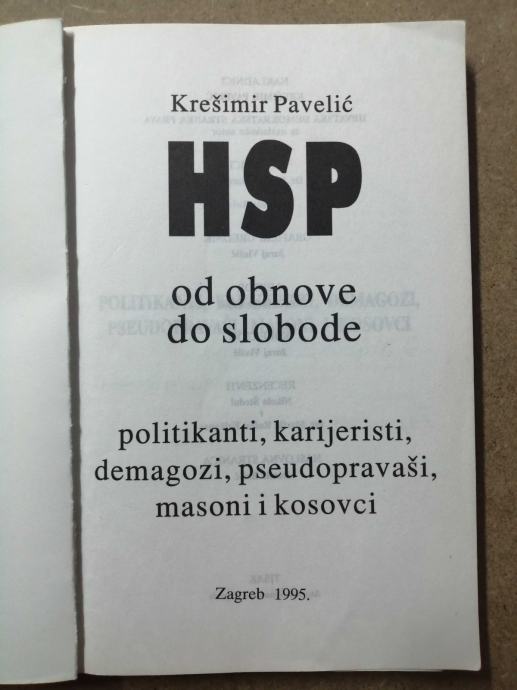 Krešimir Pavelić
HSP
od obnove
do slobode
politikanti, karijeristi,
demagozi, pseudopravaši,
masoni i kosovci
Zagreb 1995.